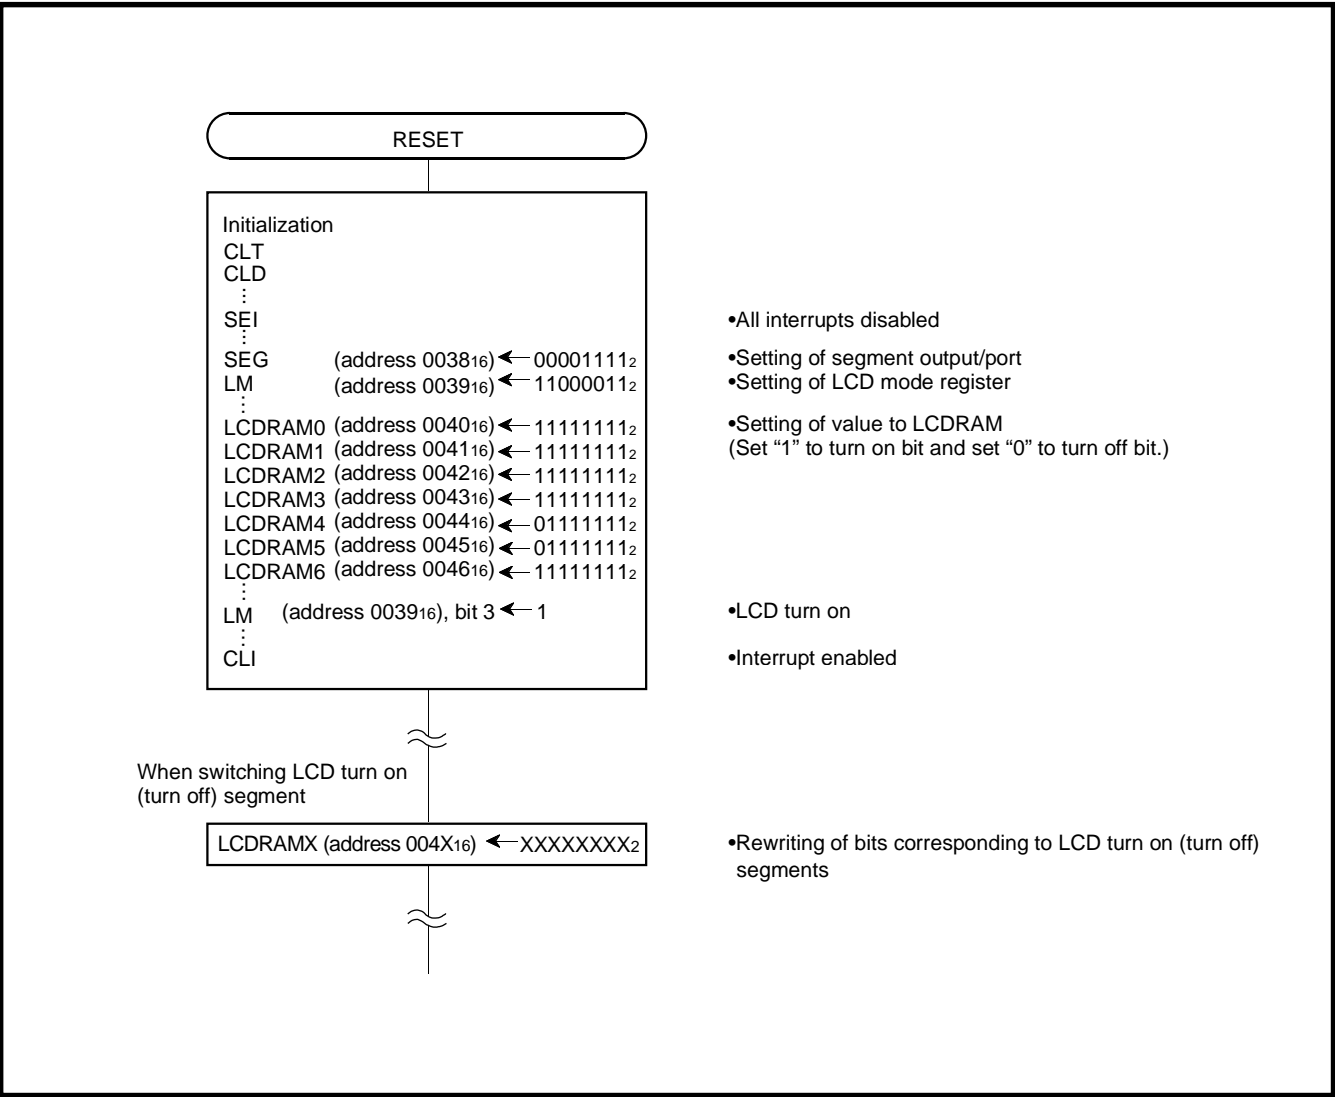 RESET
Initialization
CLT
CLD
⋮
SEI •All interrupts disabled
⋮
SEG (address 0038₁₆) ← 00001111₂ •Setting of segment output/port
LM (address 0039₁₆) ← 11000011₂ •Setting of LCD mode register
⋮
LCDRAM0 (address 0040₁₆) ← 11111111₂ •Setting of value to LCDRAM
LCDRAM1 (address 0041₁₆) ← 11111111₂ (Set “1” to turn on bit and set “0” to turn off bit.)
LCDRAM2 (address 0042₁₆) ← 11111111₂
LCDRAM3 (address 0043₁₆) ← 11111111₂
LCDRAM4 (address 0044₁₆) ← 01111111₂
LCDRAM5 (address 0045₁₆) ← 01111111₂
LCDRAM6 (address 0046₁₆) ← 11111111₂
⋮
LM (address 0039₁₆), bit 3 ← 1 •LCD turn on
⋮
CLI •Interrupt enabled
When switching LCD turn on
(turn off) segment
LCDRAMX (address 004X₁₆) ← XXXXXXXX₂ •Rewriting of bits corresponding to LCD turn on (turn off)
segments